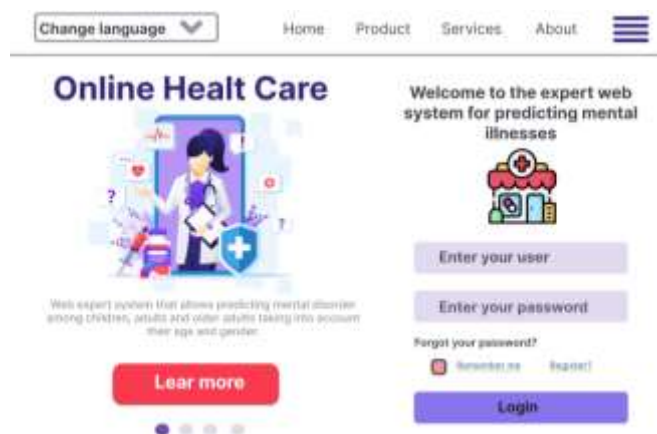 Change language
Home Product Services About
Online Healt Care
Web expert system that allows predicting mental disorder
among children, adults and older adults taking into account
their age and gender.
Lear more
Welcome to the expert web
system for predicting mental
illnesses
Enter your user
Enter your password
Forgot your password?
Remember me Register!
Login